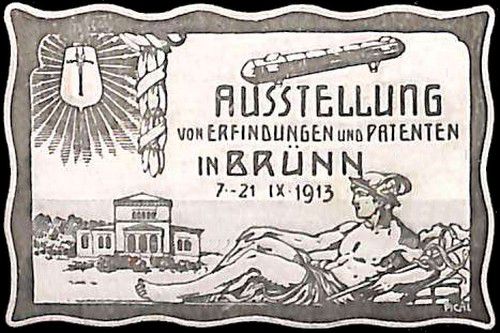 AUSSTELLUNG
VON ERFINDUNGEN UND PATENTEN
IN BRÜNN
7.-21 IX·1913